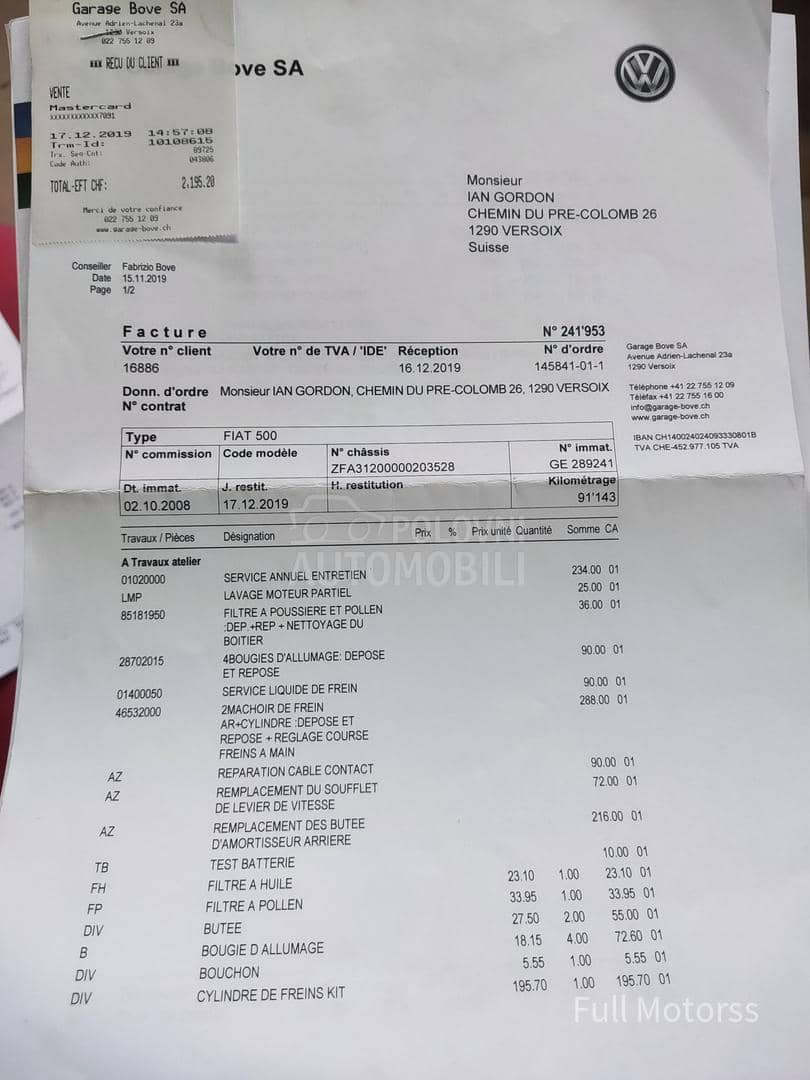 Garage Bove SA
Avenue Adrien-Lachenal 23a
1290 Versoix
022 755 12 09
*** RECU DU CLIENT ***
VENTE
Mastercard
XXXXXXXXXXXX7091
17.12.2019 14:57:08
Trm-Id: 10108615
Trx. Seq-Cnt: 89725
Code Auth: 043806
TOTAL-EFT CHF: 2,195.20
Merci de votre confiance
022 755 12 09
www.garage-bove.ch
ove SA
VW
Monsieur
IAN GORDON
CHEMIN DU PRE-COLOMB 26
1290 VERSOIX
Suisse
Conseiller Fabrizio Bove
Date 15.11.2019
Page 1/2
Facture N° 241'953
Votre n° client Votre n° de TVA / 'IDE' Réception N° d'ordre
16886 16.12.2019 145841-01-1
Donn. d'ordre Monsieur IAN GORDON, CHEMIN DU PRE-COLOMB 26, 1290 VERSOIX
N° contrat
Garage Bove SA
Avenue Adrien-Lachenal 23a
1290 Versoix
Téléphone +41 22 755 12 09
Téléfax +41 22 755 16 00
info@garage-bove.ch
www.garage-bove.ch
IBAN CH140024024093330801B
TVA CHE-452.977.105 TVA
Type FIAT 500
N° commission Code modèle N° châssis N° immat.
ZFA31200000203528 GE 289241
Dt. immat. J. restit. H. restitution Kilométrage
02.10.2008 17.12.2019 91'143
Travaux / Pièces Désignation Prix % Prix unité Quantité Somme CA
A Travaux atelier
01020000 SERVICE ANNUEL ENTRETIEN 234.00 01
LMP LAVAGE MOTEUR PARTIEL 25.00 01
85181950 FILTRE A POUSSIERE ET POLLEN 36.00 01
:DEP.+REP + NETTOYAGE DU
BOITIER
28702015 4BOUGIES D'ALLUMAGE: DEPOSE 90.00 01
ET REPOSE
01400050 SERVICE LIQUIDE DE FREIN 90.00 01
46532000 2MACHOIR DE FREIN 288.00 01
AR+CYLINDRE :DEPOSE ET
REPOSE + REGLAGE COURSE
FREINS A MAIN
AZ REPARATION CABLE CONTACT 90.00 01
AZ REMPLACEMENT DU SOUFFLET 72.00 01
DE LEVIER DE VITESSE
AZ REMPLACEMENT DES BUTEE 216.00 01
D'AMORTISSEUR ARRIERE
TB TEST BATTERIE 10.00 01
FH FILTRE A HUILE 23.10 1.00 23.10 01
FP FILTRE A POLLEN 33.95 1.00 33.95 01
DIV BUTEE 27.50 2.00 55.00 01
B BOUGIE D ALLUMAGE 18.15 4.00 72.60 01
DIV BOUCHON 5.55 1.00 5.55 01
DIV CYLINDRE DE FREINS KIT 195.70 1.00 195.70 01
POLOVNI
AUTOMOBILI
Full Motorss